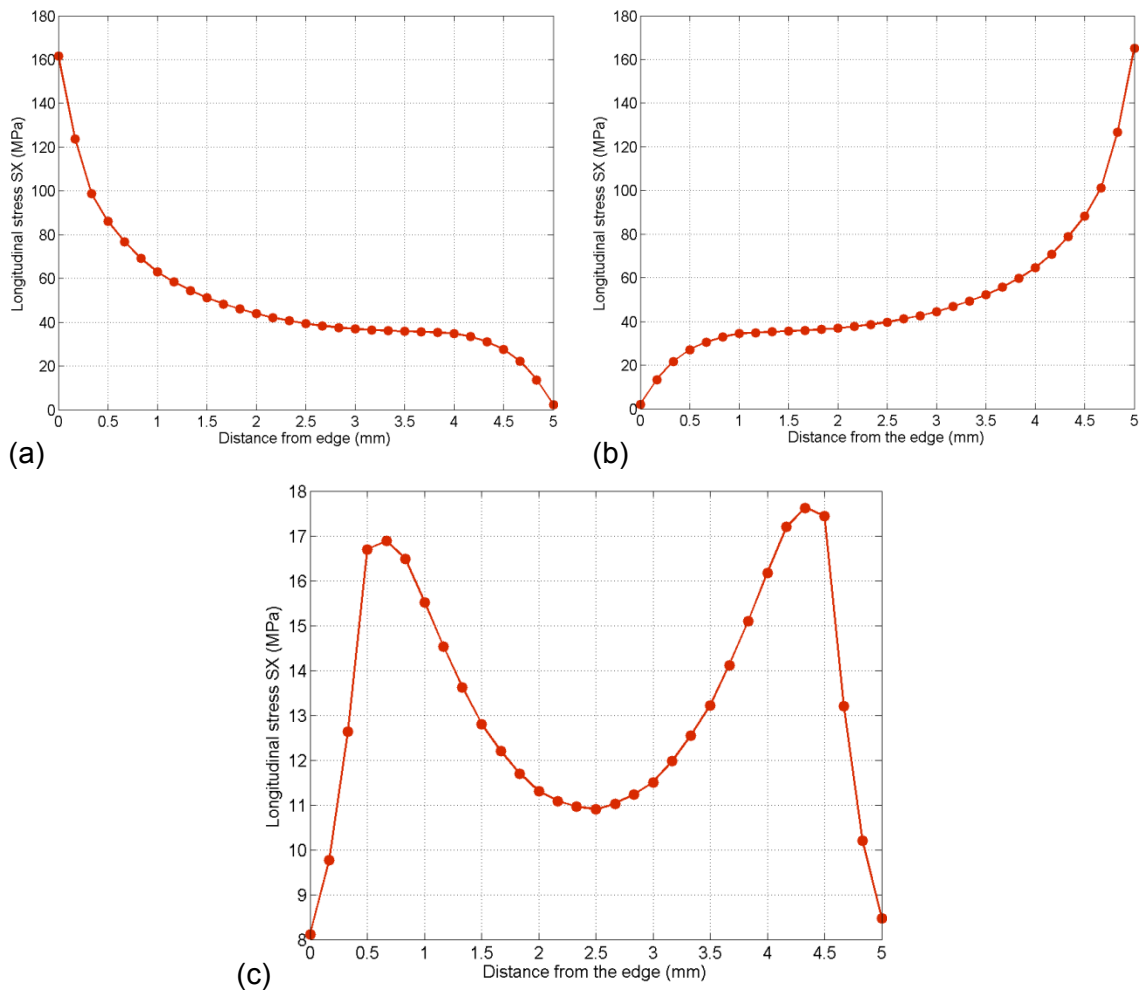 180
160
140
120
100
80
60
40
20
0
Longitudinal stress SX (MPa)
0 0.5 1 1.5 2 2.5 3 3.5 4 4.5 5
Distance from edge (mm)
(a)
180
160
140
120
100
80
60
40
20
0
Longitudinal stress SX (MPa)
0 0.5 1 1.5 2 2.5 3 3.5 4 4.5 5
Distance from the edge (mm)
(b)
18
17
16
15
14
13
12
11
10
9
8
Longitudinal stress SX (MPa)
0 0.5 1 1.5 2 2.5 3 3.5 4 4.5 5
Distance from the edge (mm)
(c)